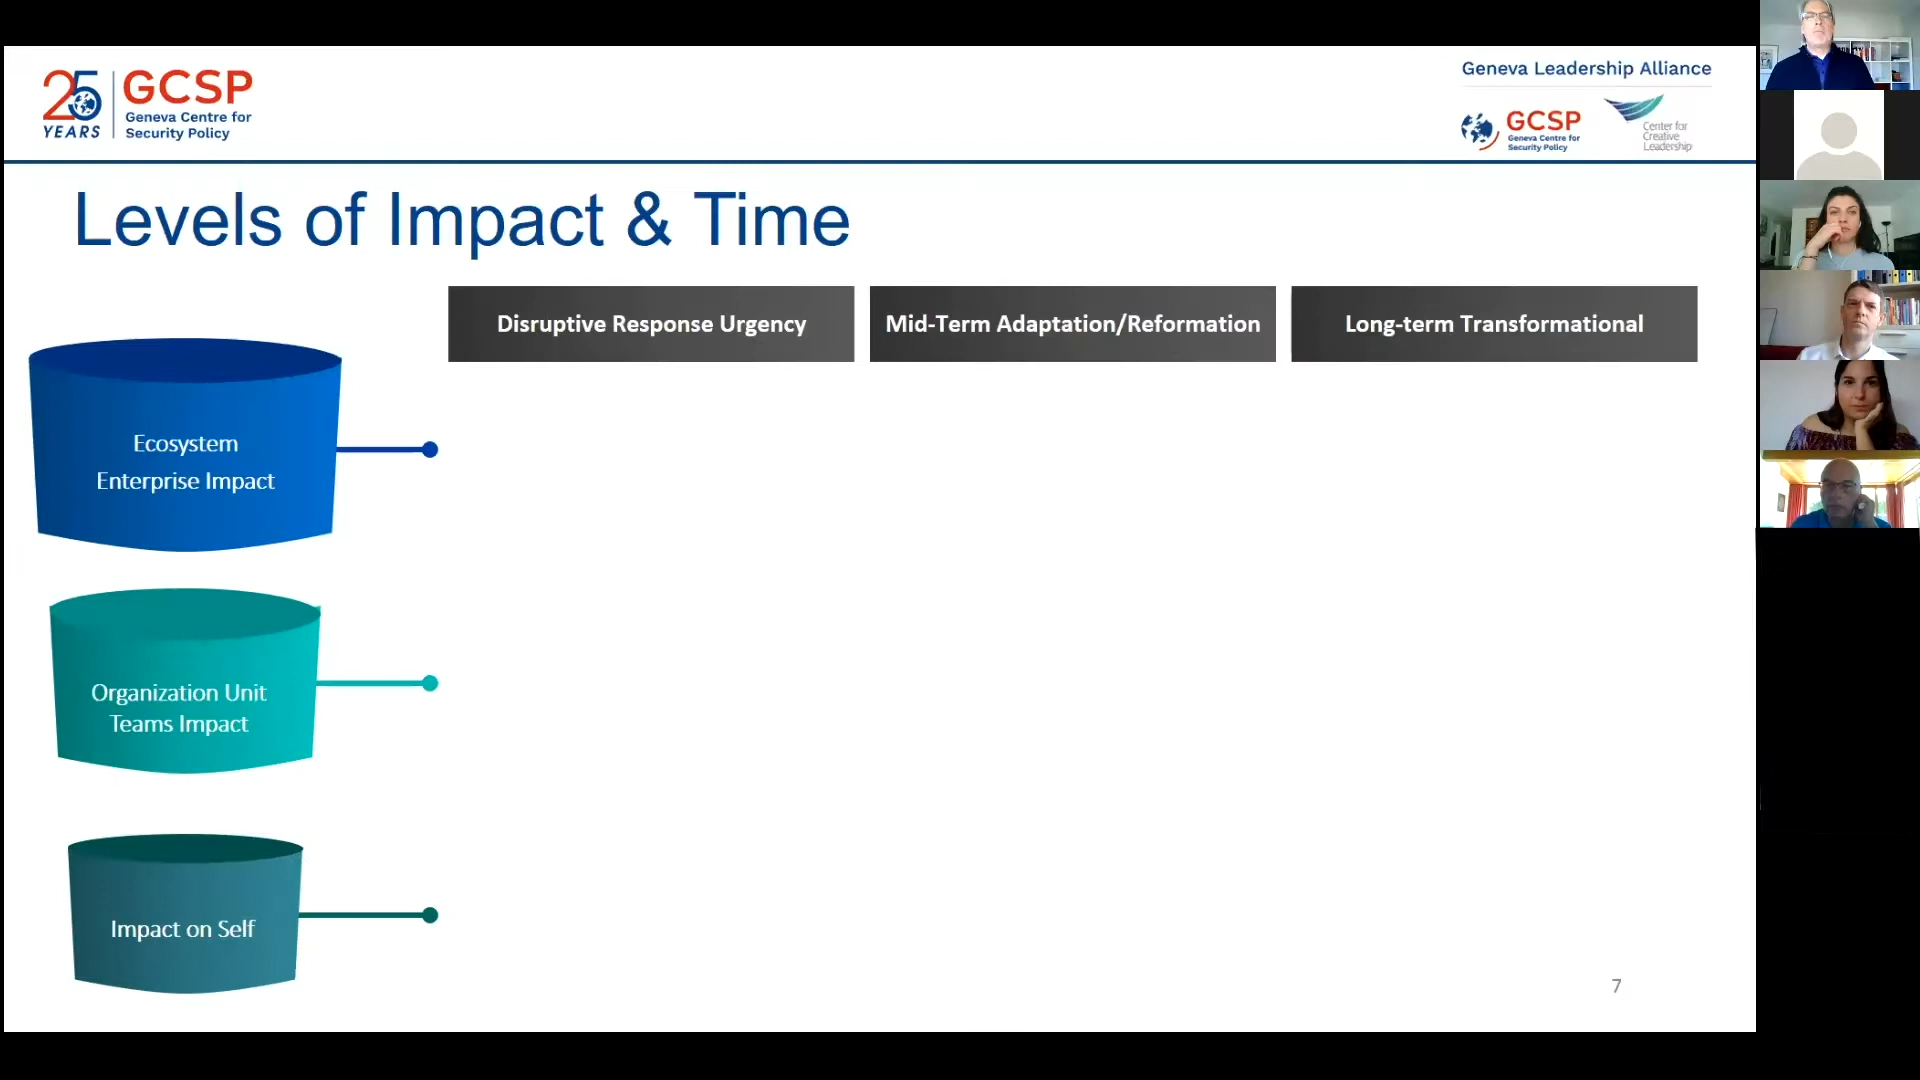 25 YEARS
GCSP
Geneva Centre for
Security Policy
Geneva Leadership Alliance
GCSP
Geneva Centre for
Security Policy
Center for
Creative
Leadership
Levels of Impact & Time
Disruptive Response Urgency
Mid-Term Adaptation/Reformation
Long-term Transformational
Ecosystem
Enterprise Impact
Organization Unit
Teams Impact
Impact on Self
7